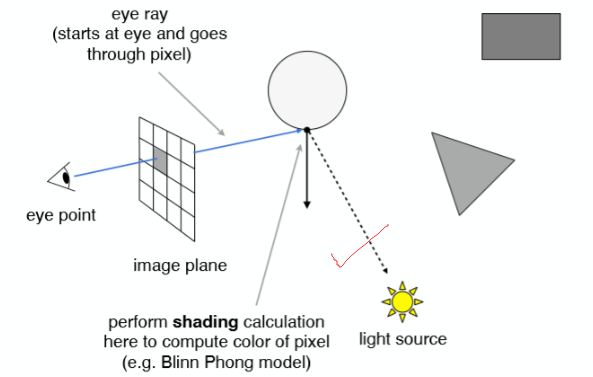 eye ray
(starts at eye and goes
through pixel)
eye point
image plane
perform shading calculation
here to compute color of pixel
(e.g. Blinn Phong model)
light source